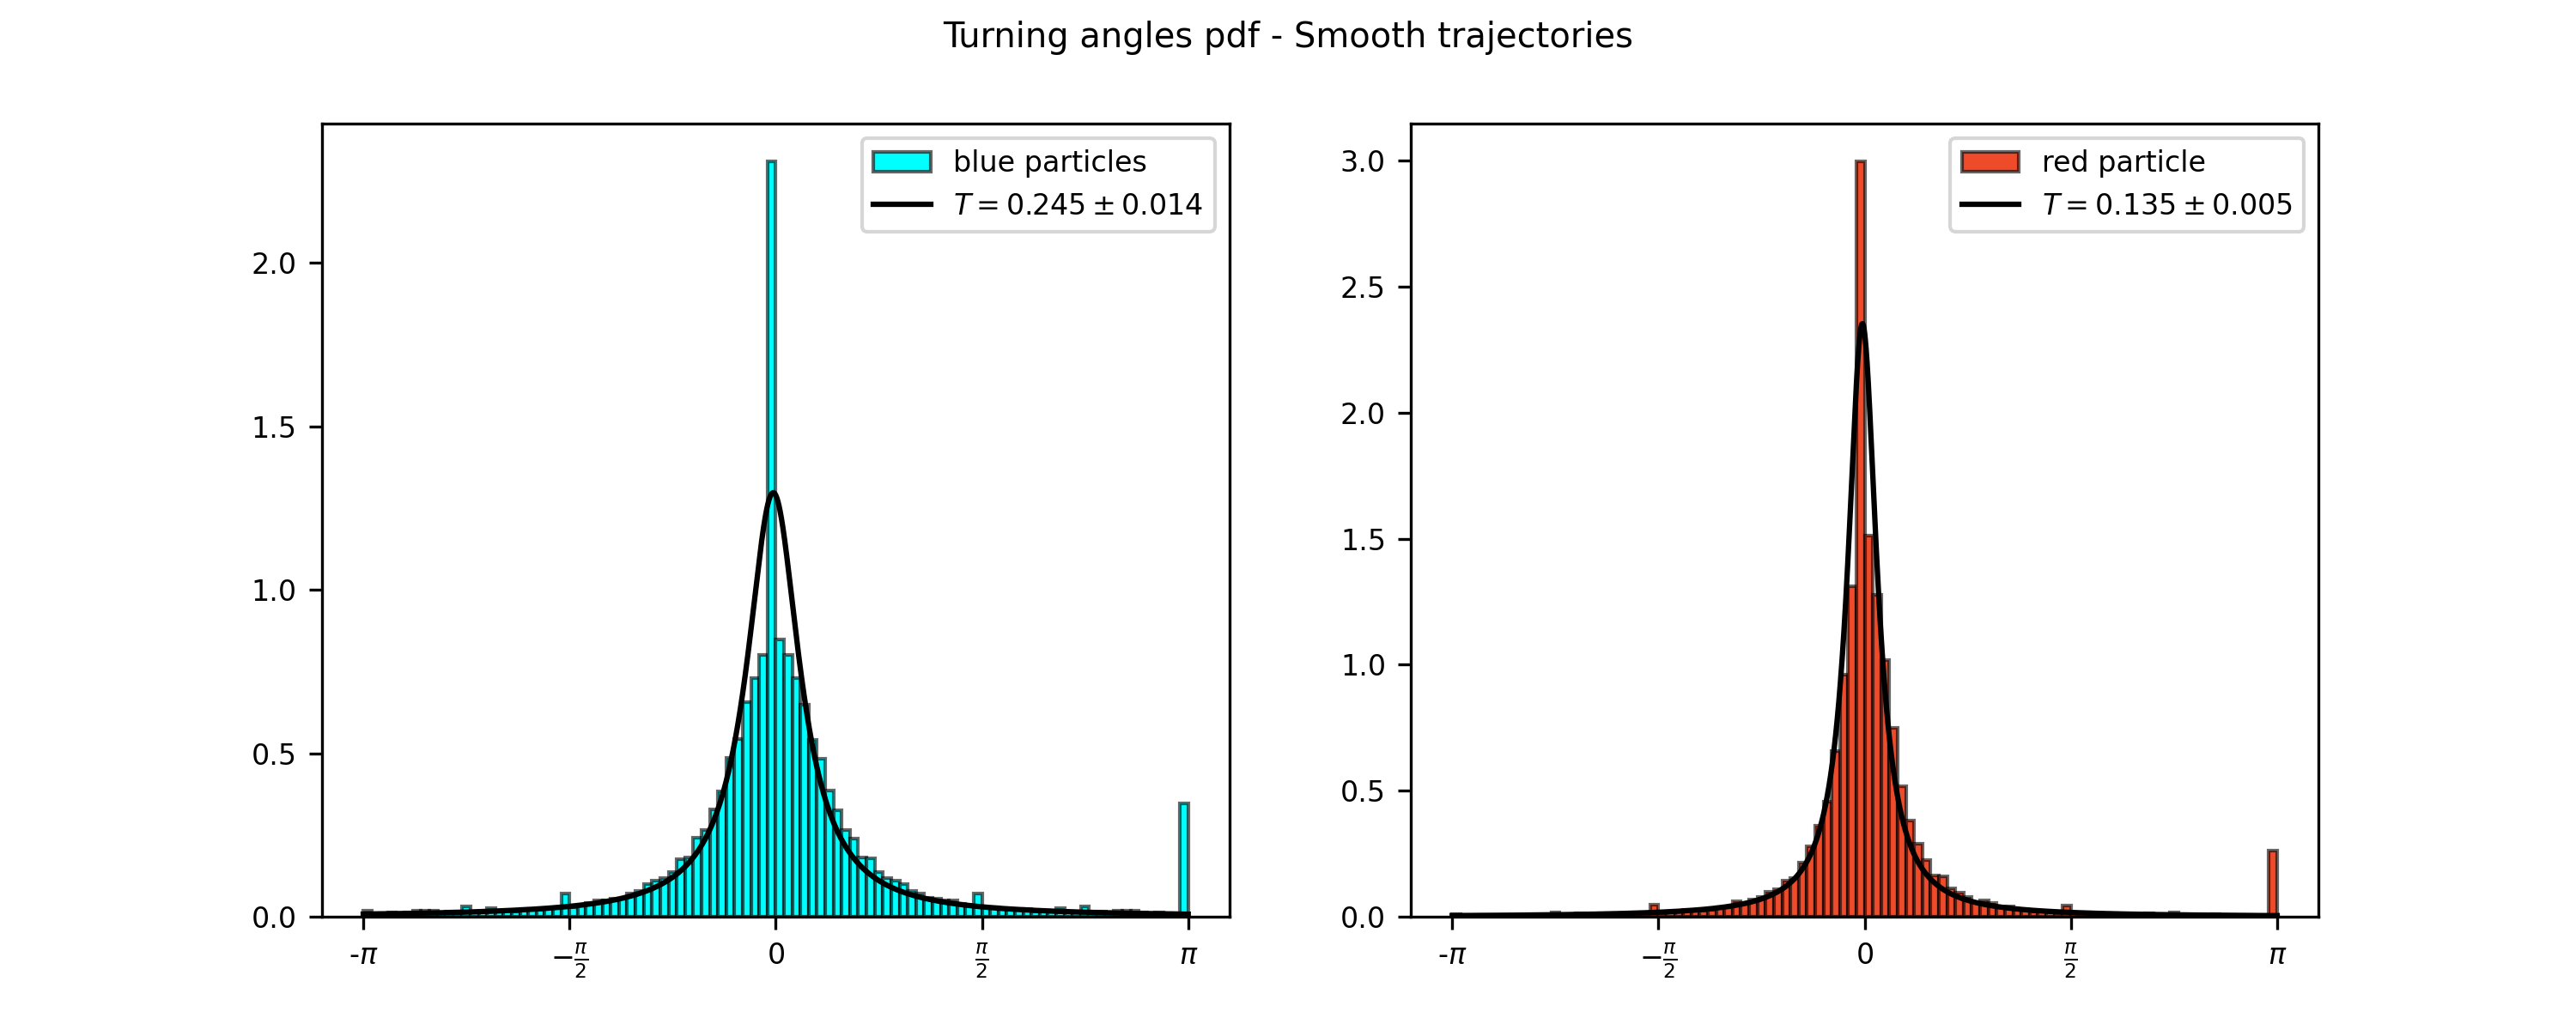 Turning angles pdf - Smooth trajectories
blue particles
T = 0.245 ± 0.014
2.0
1.5
1.0
0.5
0.0
-π
−π/2
0
π/2
π
red particle
T = 0.135 ± 0.005
3.0
2.5
2.0
1.5
1.0
0.5
0.0
-π
−π/2
0
π/2
π